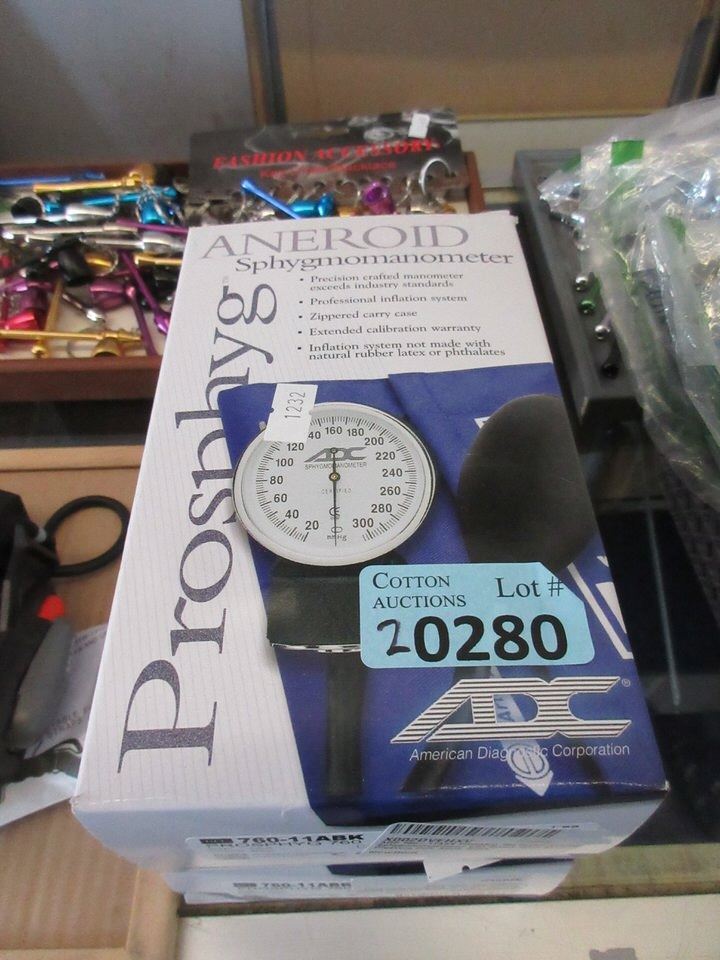 FASHION ACCESSORY
ANEROID
Sphygmomanometer
• Precision crafted manometer
exceeds industry standards
• Professional inflation system
• Zippered carry case
• Extended calibration warranty
• Inflation system not made with
natural rubber latex or phthalates
Prosphyg™
1232
20 40 60 80 100 120 40 160 180 200 220 240 260 280 300
ADC
SPHYGMOMANOMETER
CERTIFIED
mmHg
COTTON
AUCTIONS
Lot #
20280
ADC®
American Diagnostic Corporation
760-11ABK
760-11ABK